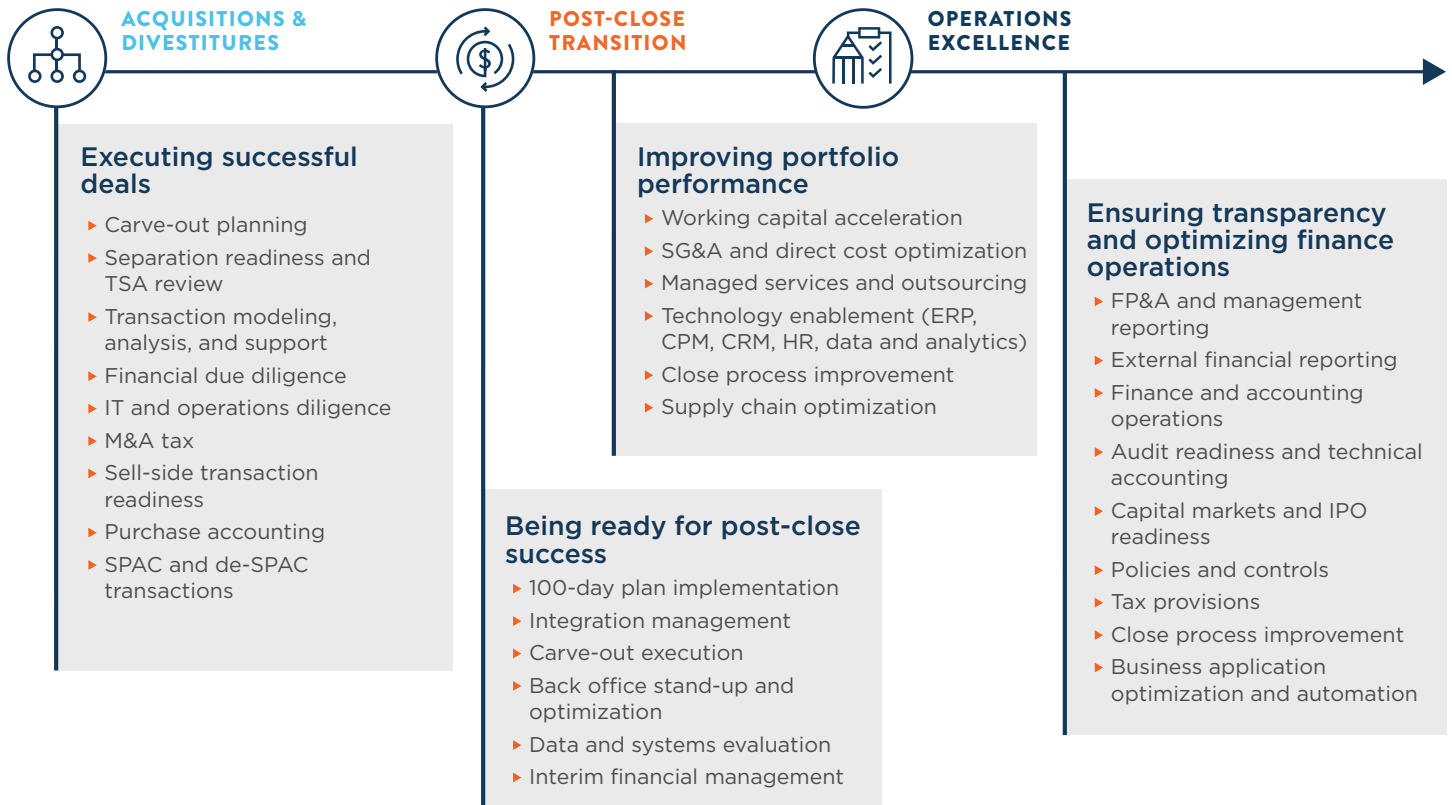 ACQUISITIONS &
DIVESTITURES
POST-CLOSE
TRANSITION
OPERATIONS
EXCELLENCE
$
Executing successful
deals
Carve-out planning
Separation readiness and
TSA review
Transaction modeling,
analysis, and support
Financial due diligence
IT and operations diligence
M&A tax
Sell-side transaction
readiness
Purchase accounting
SPAC and de-SPAC
transactions
Being ready for post-close
success
100-day plan implementation
Integration management
Carve-out execution
Back office stand-up and
optimization
Data and systems evaluation
Interim financial management
Improving portfolio
performance
Working capital acceleration
SG&A and direct cost optimization
Managed services and outsourcing
Technology enablement (ERP,
CPM, CRM, HR, data and analytics)
Close process improvement
Supply chain optimization
Ensuring transparency
and optimizing finance
operations
FP&A and management
reporting
External financial reporting
Finance and accounting
operations
Audit readiness and technical
accounting
Capital markets and IPO
readiness
Policies and controls
Tax provisions
Close process improvement
Business application
optimization and automation